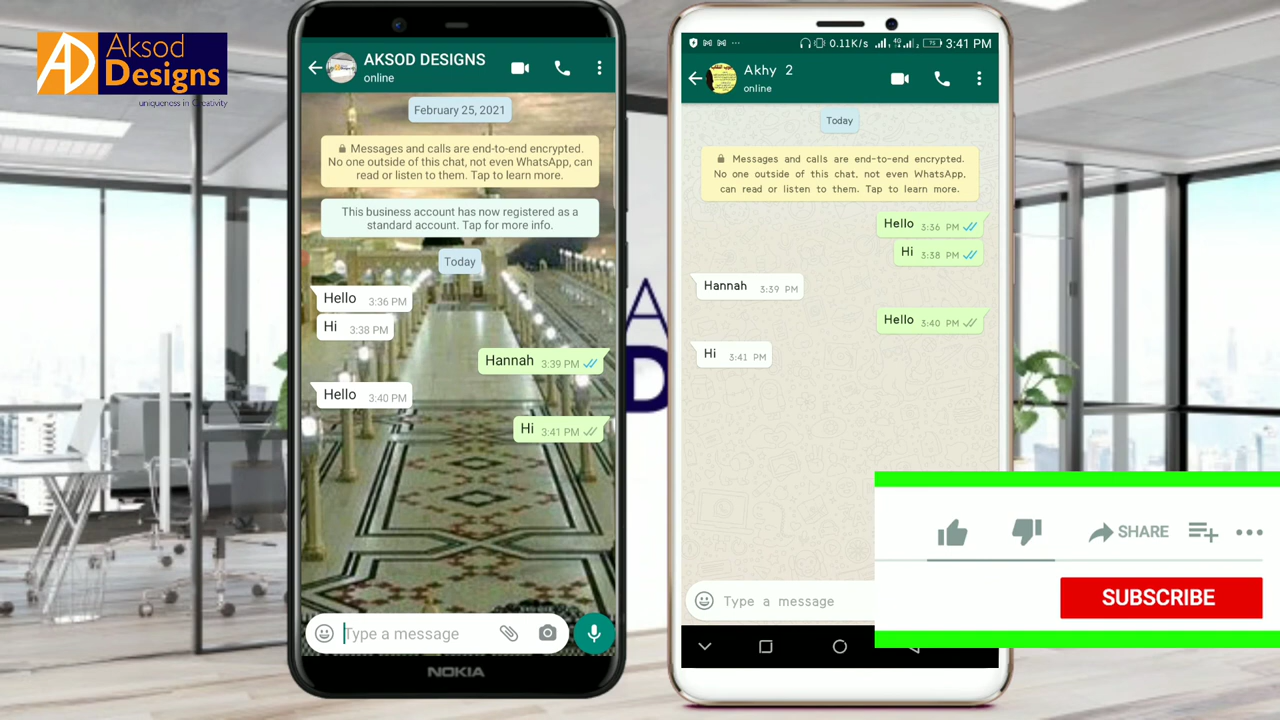 Aksod
Designs
uniqueness in Creativity
AKSOD DESIGNS
online
February 25, 2021
Messages and calls are end-to-end encrypted.
No one outside of this chat, not even WhatsApp, can
read or listen to them. Tap to learn more.
This business account has now registered as a
standard account. Tap for more info.
Today
Hello 3:36 PM
Hi 3:38 PM
Hannah 3:39 PM
Hello 3:40 PM
Hi 3:41 PM
Type a message
NOKIA
0.11K/s 4G 75 3:41 PM
Akhy 2
online
Today
Messages and calls are end-to-end encrypted.
No one outside of this chat, not even WhatsApp,
can read or listen to them. Tap to learn more.
Hello 3:36 PM
Hi 3:38 PM
Hannah 3:39 PM
Hello 3:40 PM
Hi 3:41 PM
Type a message
SHARE
SUBSCRIBE